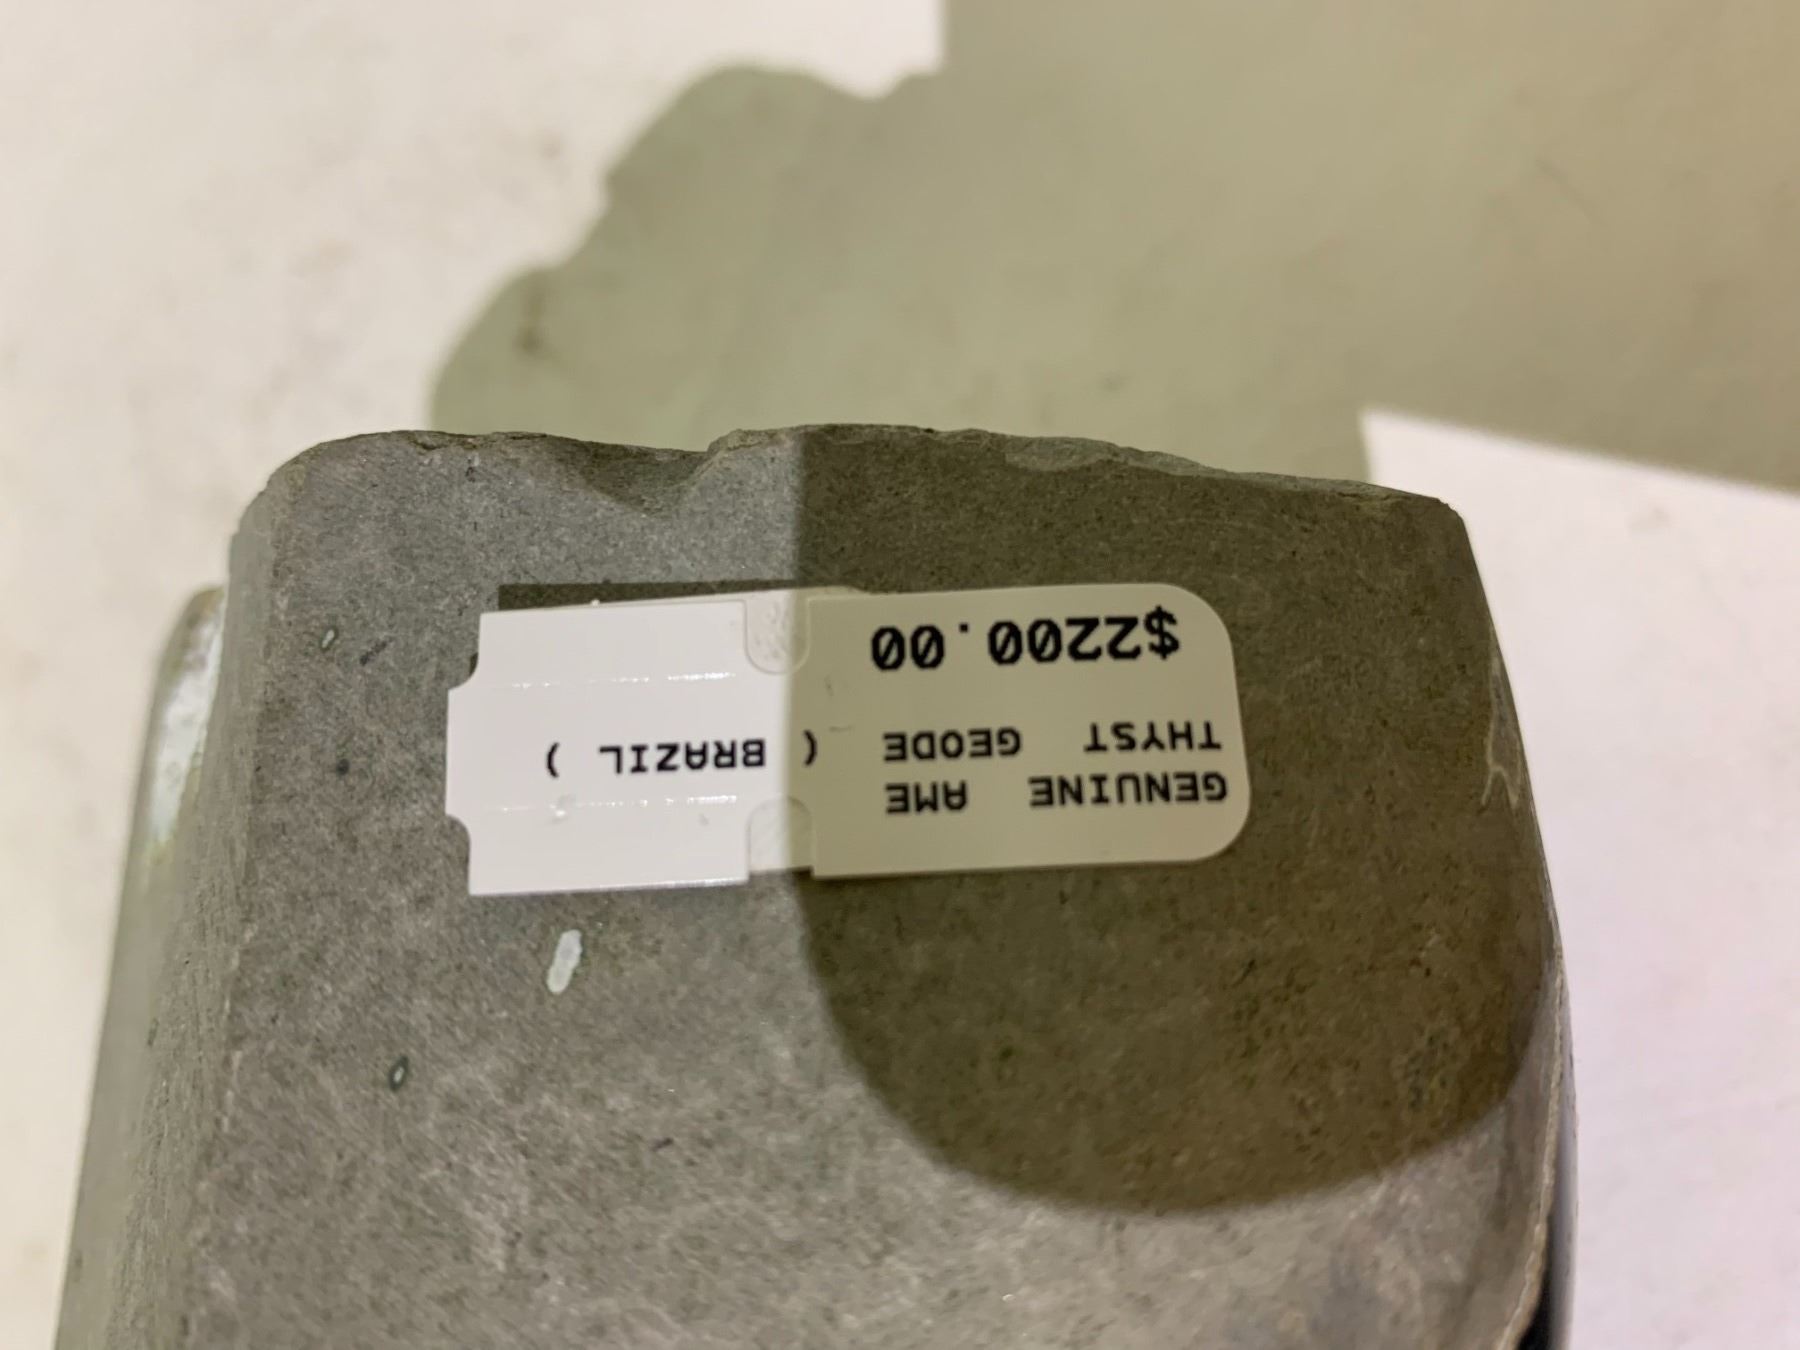 GENUINE AME
THYST GEODE ( BRAZIL )
$2200.00